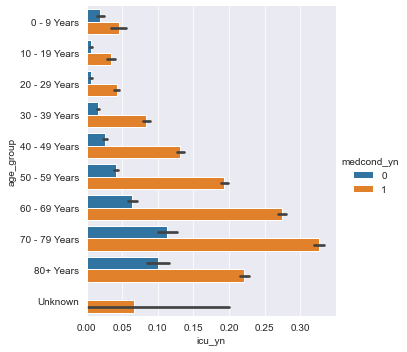 0 - 9 Years
10 - 19 Years
20 - 29 Years
30 - 39 Years
40 - 49 Years
50 - 59 Years
60 - 69 Years
70 - 79 Years
80+ Years
Unknown
age_group
0.00 0.05 0.10 0.15 0.20 0.25 0.30
icu_yn
medcond_yn
0
1